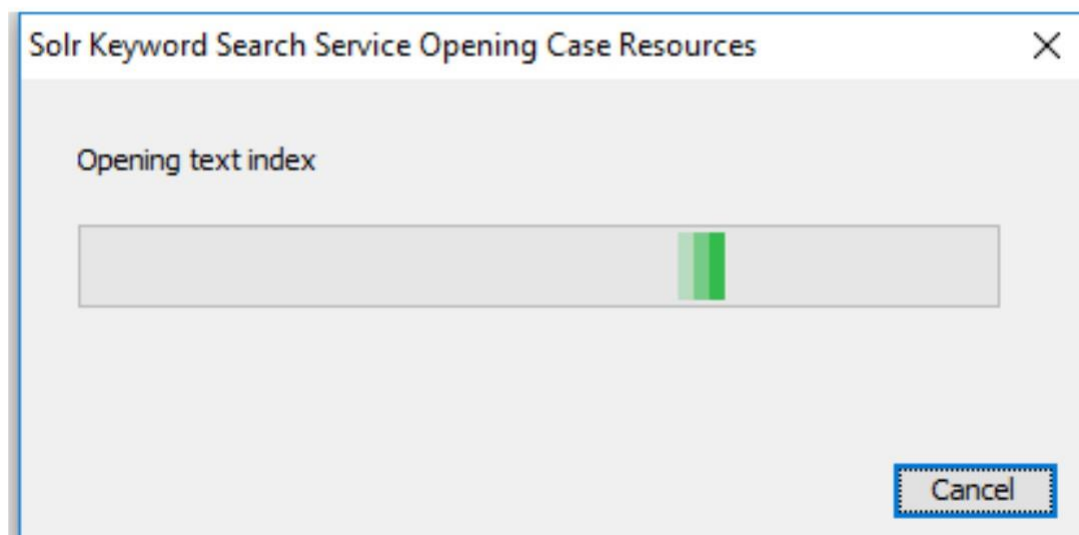 Solr Keyword Search Service Opening Case Resources
Opening text index
Cancel